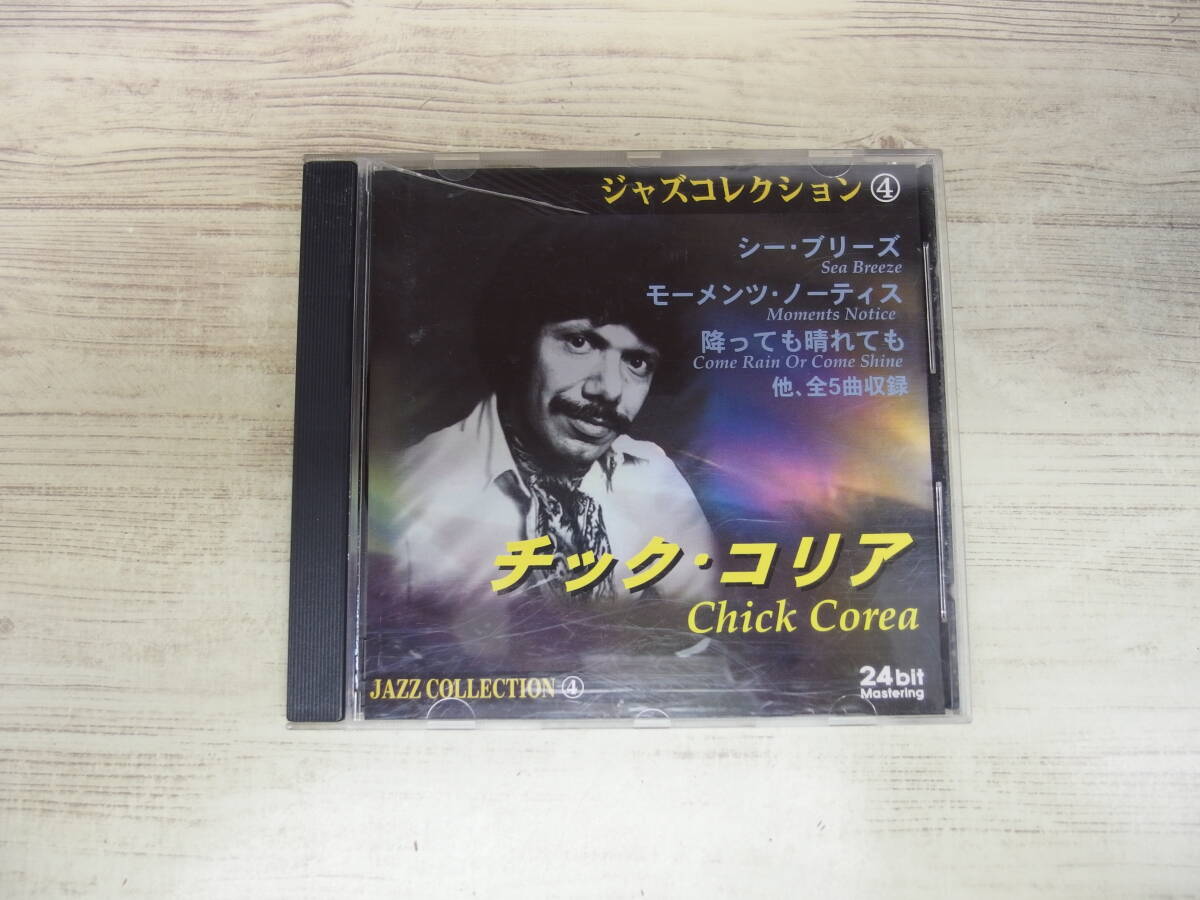 ジャズコレクション④
シー・ブリーズ
Sea Breeze
モーメンツ・ノーティス
Moments Notice
降っても晴れても
Come Rain Or Come Shine
他、全5曲収録
チック・コリア
Chick Corea
JAZZ COLLECTION ④
24bit
Mastering